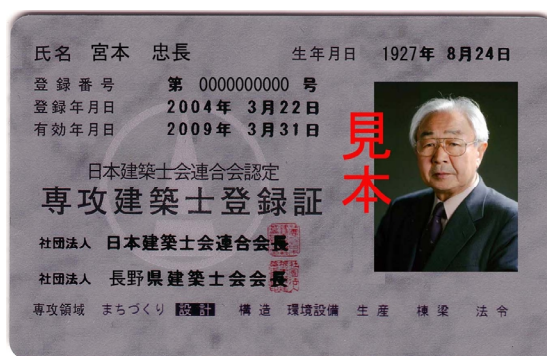 氏名 宮本 忠長 生年月日 1927年 8月24日
登録番号 第 0000000000 号
登録年月日 2004年 3月22日
有効年月日 2009年 3月31日
見本
日本建築士会連合会認定
専攻建築士登録証
社団法人 日本建築士会連合会長
社団法人 長野県建築士会会長
専攻領域 まちづくり 設計 構造 環境設備 生産 棟梁 法令